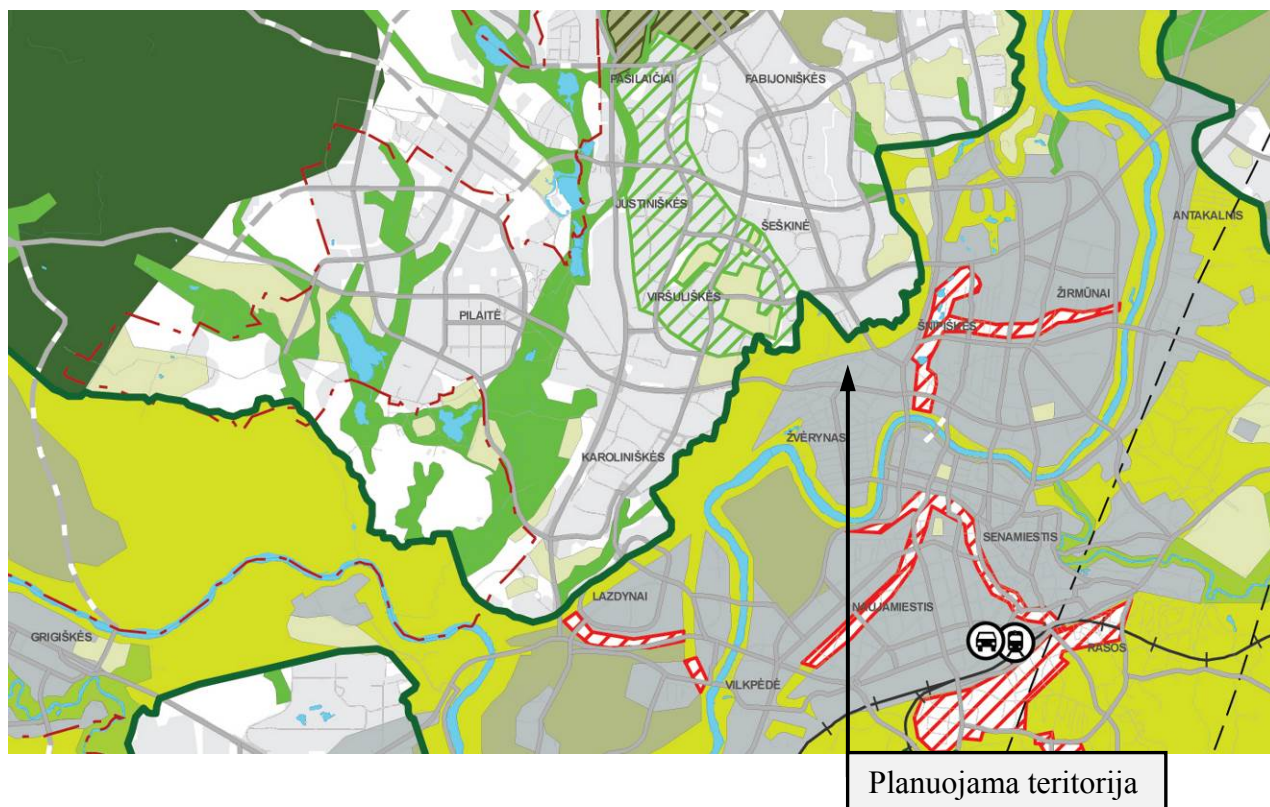 PAŠILAIČIAI
FABIJONIŠKĖS
JUSTINIŠKĖS
ANTAKALNIS
ŠEŠKINĖ
VIRŠULIŠKĖS
ŽIRMŪNAI
PILAITĖ
ŠNIPIŠKĖS
ŽVĖRYNAS
KAROLINIŠKĖS
SENAMIESTIS
LAZDYNAI
NAUJAMIESTIS
GRIGIŠKĖS
RASOS
VILKPĖDĖ
Planuojama teritorija